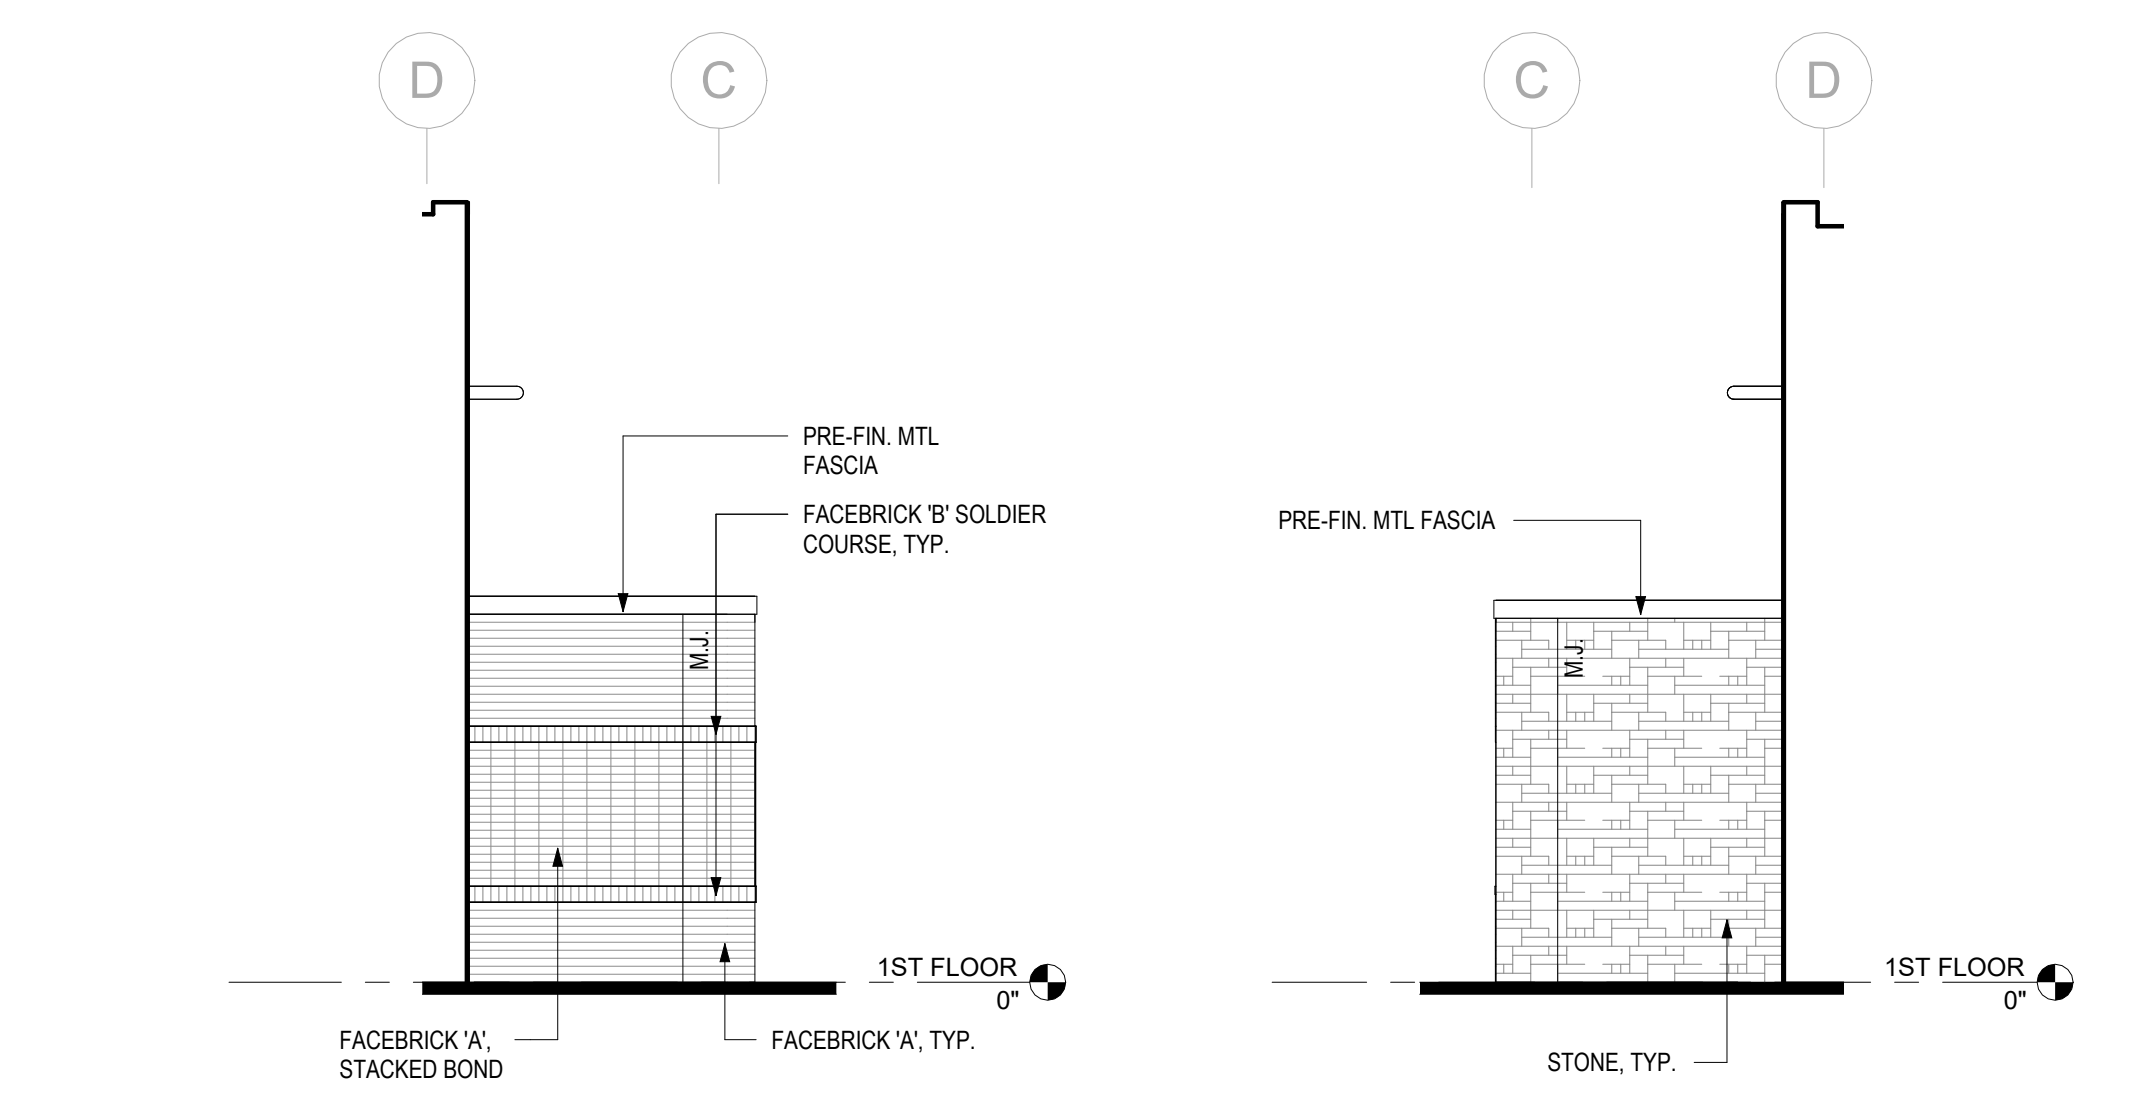 D
C
C
D
PRE-FIN. MTL
FASCIA
FACEBRICK 'B' SOLDIER
COURSE, TYP.
PRE-FIN. MTL FASCIA
M.J.
M.J.
1ST FLOOR
0"
1ST FLOOR
0"
FACEBRICK 'A',
STACKED BOND
FACEBRICK 'A', TYP.
STONE, TYP.